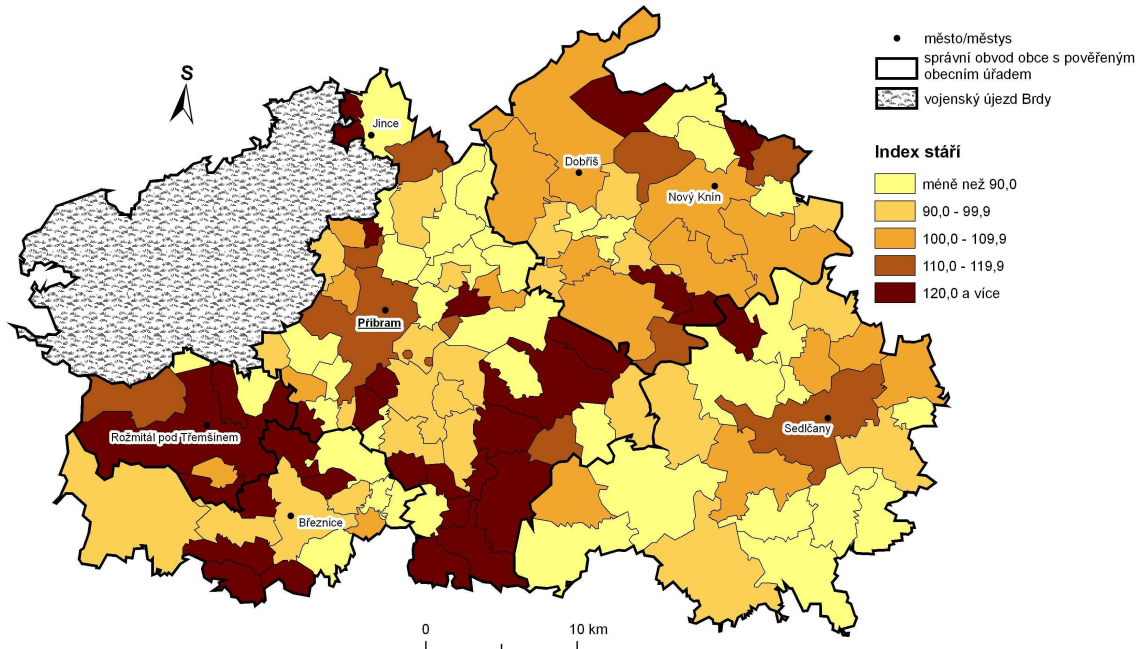 S
město/městys
správní obvod obce s pověřeným
obecním úřadem
vojenský újezd Brdy
Index stáří
méně než 90,0
90,0 - 99,9
100,0 - 109,9
110,0 - 119,9
120,0 a více
Jince
Dobříš
Nový Knín
Příbram
Rožmitál pod Třemšínem
Sedlčany
Březnice
0 10 km